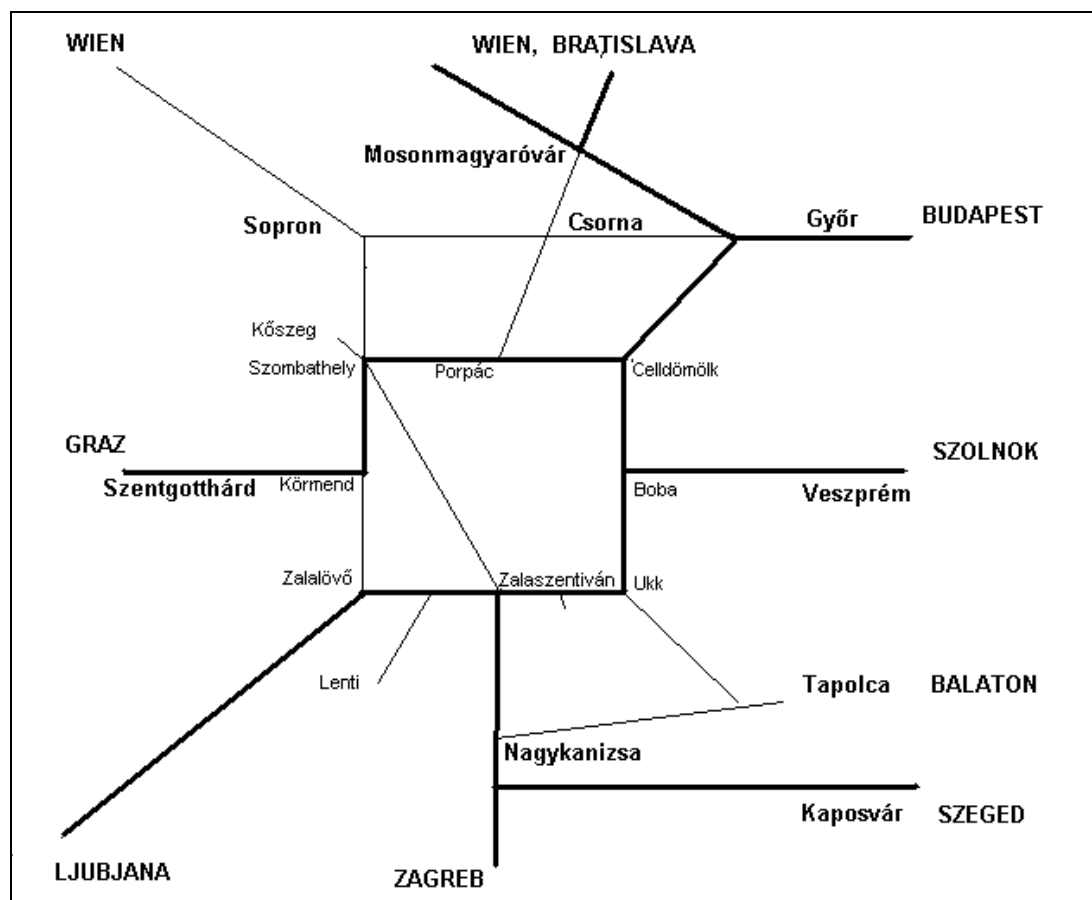 WIEN
WIEN, BRATISLAVA
Mosonmagyaróvár
Sopron
Csorna
Győr
BUDAPEST
Kőszeg
Szombathely
Porpác
Celldömölk
GRAZ
SZOLNOK
Szentgotthárd
Körmend
Boba
Veszprém
Zalalövő
Zalaszentiván
Ukk
Lenti
Tapolca
BALATON
Nagykanizsa
Kaposvár
SZEGED
LJUBJANA
ZAGREB